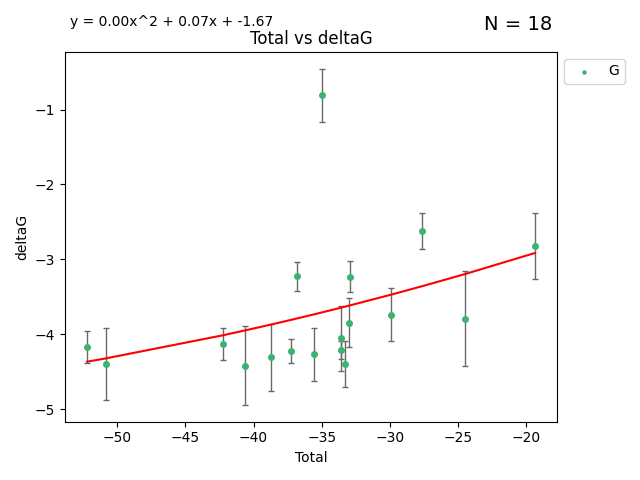 y = 0.00x^2 + 0.07x + -1.67
N = 18
Total vs deltaG
G
−1
−2
−3
−4
−5
deltaG
−50
−45
−40
−35
−30
−25
−20
Total